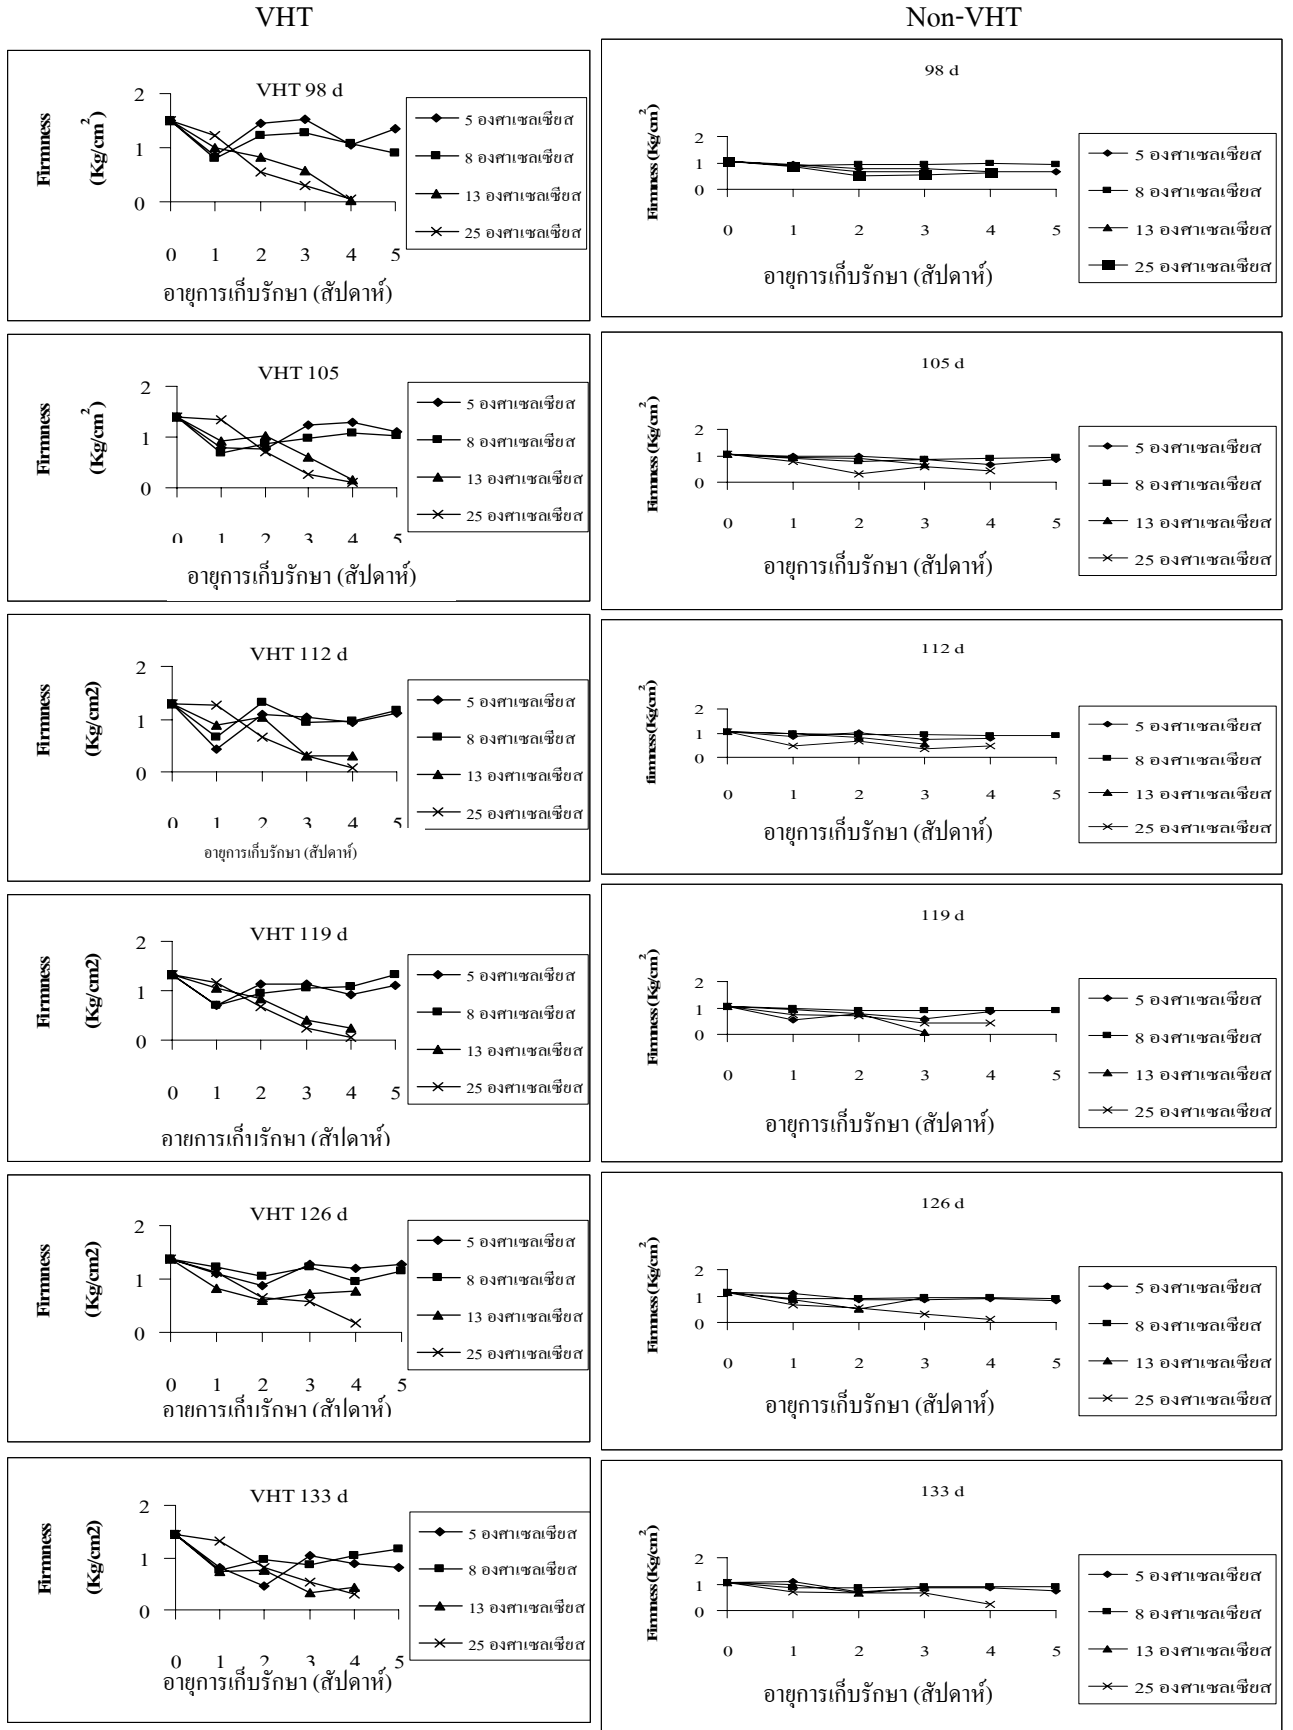 VHT
Non-VHT
VHT 98 d
Firmness
(Kg/cm2)
2
1
0
0 1 2 3 4 5
อายุการเก็บรักษา (สัปดาห์)
5 องศาเซลเซียส
8 องศาเซลเซียส
13 องศาเซลเซียส
25 องศาเซลเซียส
98 d
Firmness (Kg/cm2)
2
1
0
0 1 2 3 4 5
อายุการเก็บรักษา (สัปดาห์)
5 องศาเซลเซียส
8 องศาเซลเซียส
13 องศาเซลเซียส
25 องศาเซลเซียส
VHT 105
Firmness
(Kg/cm2)
2
1
0
0 1 2 3 4 5
อายุการเก็บรักษา (สัปดาห์)
5 องศาเซลเซียส
8 องศาเซลเซียส
13 องศาเซลเซียส
25 องศาเซลเซียส
105 d
Firmness (Kg/cm2)
2
1
0
0 1 2 3 4 5
อายุการเก็บรักษา (สัปดาห์)
5 องศาเซลเซียส
8 องศาเซลเซียส
13 องศาเซลเซียส
25 องศาเซลเซียส
VHT 112 d
Firmness
(Kg/cm2)
2
1
0
0 1 2 3 4 5
อายุการเก็บรักษา (สัปดาห์)
5 องศาเซลเซียส
8 องศาเซลเซียส
13 องศาเซลเซียส
25 องศาเซลเซียส
112 d
firmness (Kg/cm2)
2
1
0
0 1 2 3 4 5
อายุการเก็บรักษา (สัปดาห์)
5 องศาเซลเซียส
8 องศาเซลเซียส
13 องศาเซลเซียส
25 องศาเซลเซียส
VHT 119 d
Firmness
(Kg/cm2)
2
1
0
0 1 2 3 4 5
อายุการเก็บรักษา (สัปดาห์)
5 องศาเซลเซียส
8 องศาเซลเซียส
13 องศาเซลเซียส
25 องศาเซลเซียส
119 d
Firmness (Kg/cm2)
2
1
0
0 1 2 3 4 5
อายุการเก็บรักษา (สัปดาห์)
5 องศาเซลเซียส
8 องศาเซลเซียส
13 องศาเซลเซียส
25 องศาเซลเซียส
VHT 126 d
Firmness
(Kg/cm2)
2
1
0
0 1 2 3 4 5
อายุการเก็บรักษา (สัปดาห์)
5 องศาเซลเซียส
8 องศาเซลเซียส
13 องศาเซลเซียส
25 องศาเซลเซียส
126 d
Firmness (Kg/cm2)
2
1
0
0 1 2 3 4 5
อายุการเก็บรักษา (สัปดาห์)
5 องศาเซลเซียส
8 องศาเซลเซียส
13 องศาเซลเซียส
25 องศาเซลเซียส
VHT 133 d
Firmness
(Kg/cm2)
2
1
0
0 1 2 3 4 5
อายุการเก็บรักษา (สัปดาห์)
5 องศาเซลเซียส
8 องศาเซลเซียส
13 องศาเซลเซียส
25 องศาเซลเซียส
133 d
Firmness (Kg/cm2)
2
1
0
0 1 2 3 4 5
อายุการเก็บรักษา (สัปดาห์)
5 องศาเซลเซียส
8 องศาเซลเซียส
13 องศาเซลเซียส
25 องศาเซลเซียส